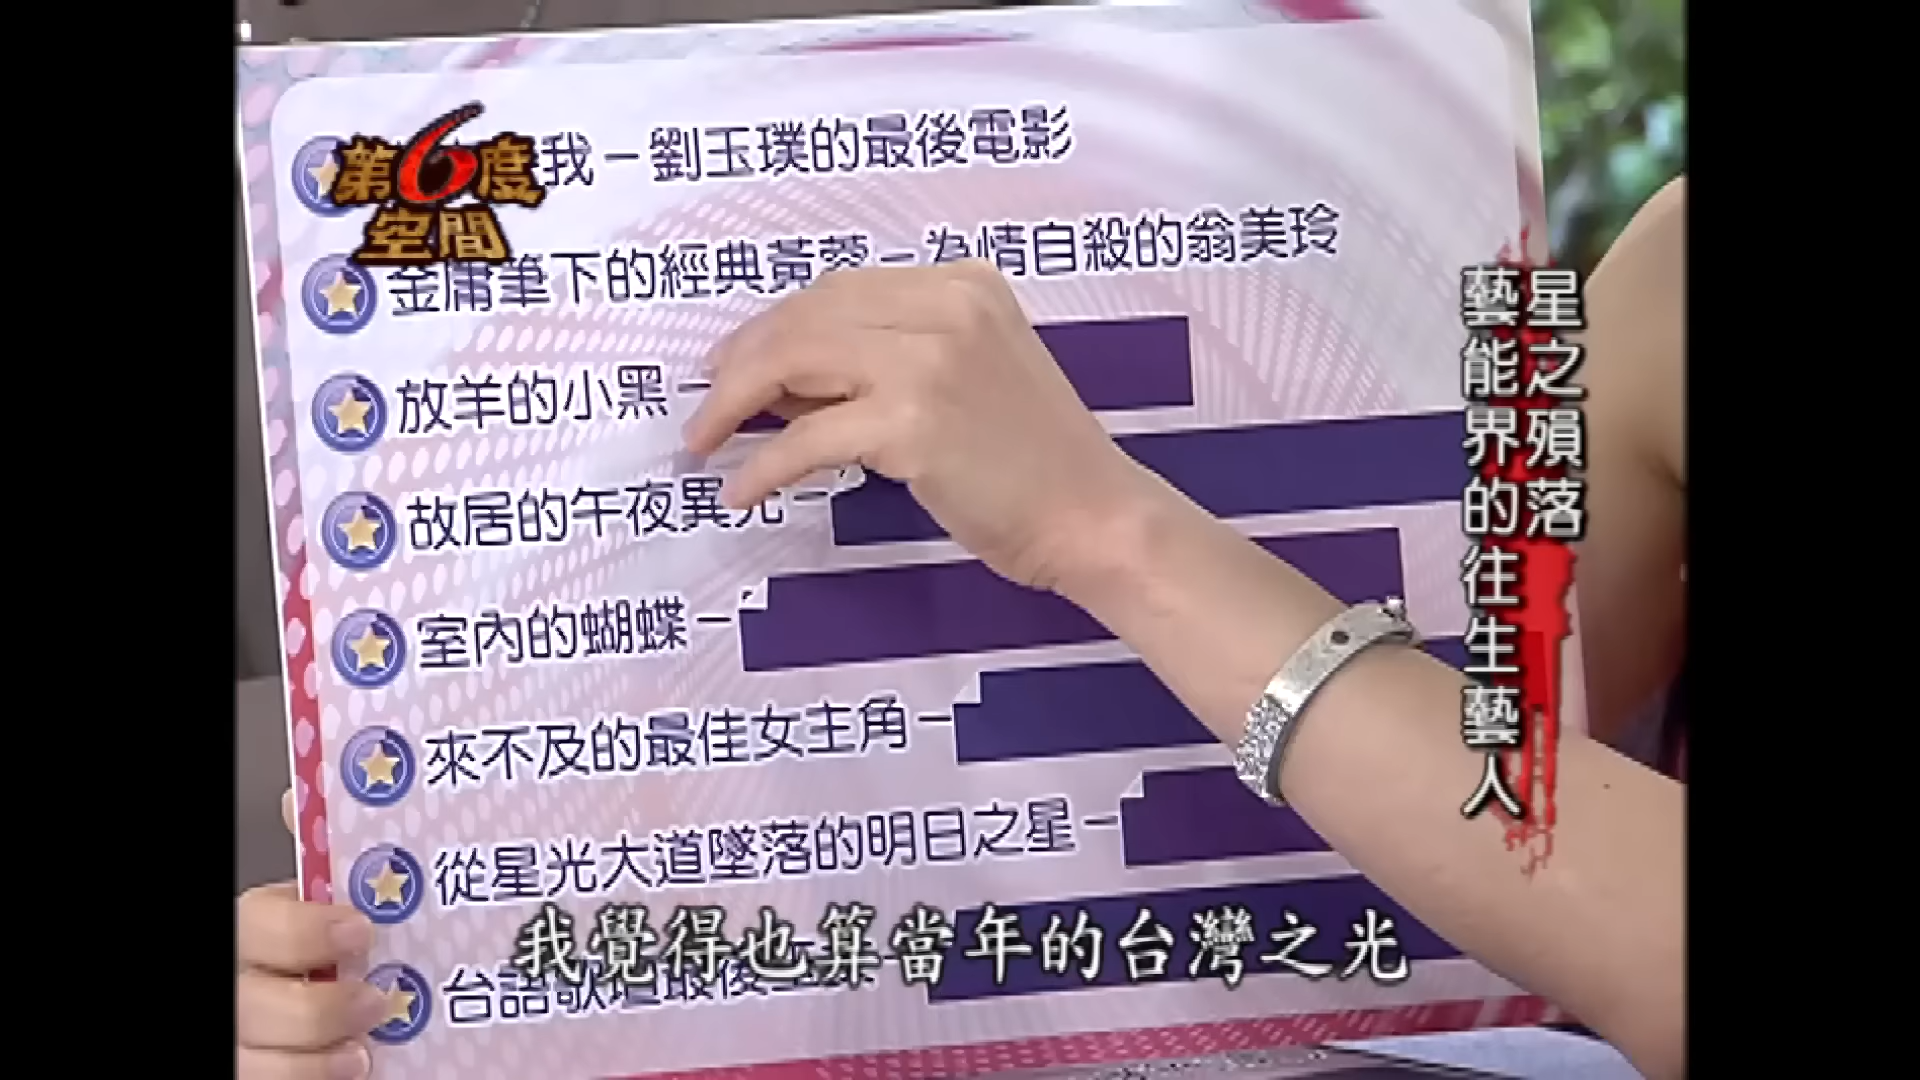 第6度
空間
我－劉玉璞的最後電影
金庸筆下的經典黃蓉－為情自殺的翁美玲
放羊的小黑－
故居的午夜異光－
室內的蝴蝶－
來不及的最佳女主角－
從星光大道墜落的明日之星－
台語歌壇最後
星之殞落
藝能界的往生藝人
我覺得也算當年的台灣之光